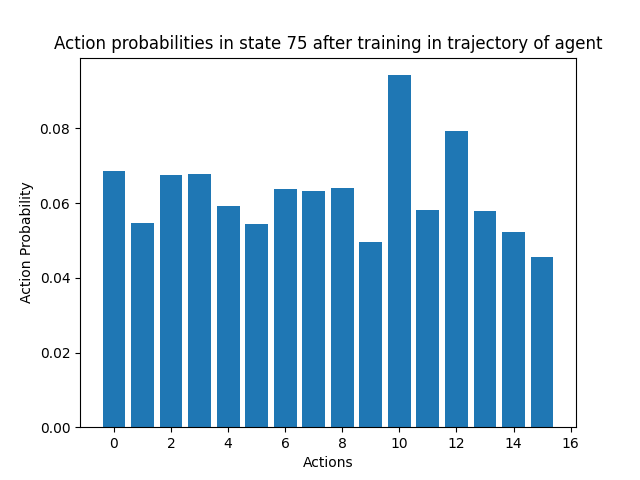 Action probabilities in state 75 after training in trajectory of agent
0.08
0.06
0.04
0.02
0.00
Action Probability
0 2 4 6 8 10 12 14 16
Actions